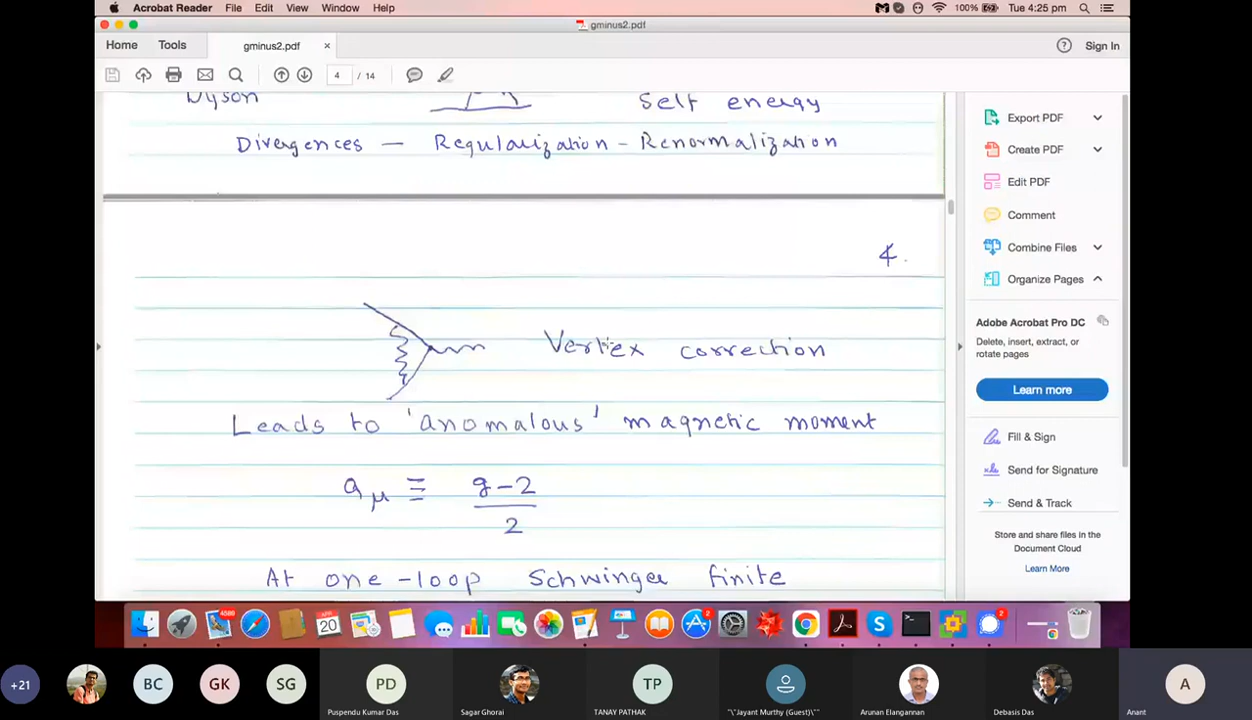 Acrobat Reader File Edit View Window Help
100% Tue 4:25 pm
gminus2.pdf
Home Tools gminus2.pdf × Sign In
4 / 14
Dyson Self energy
Divergences — Regularization - Renormalization
4.
Vertex correction
Leads to 'anomalous' magnetic moment
aμ ≡ g-2
2
At one-loop Schwinger finite
Export PDF
Create PDF
Edit PDF
Comment
Combine Files
Organize Pages
Adobe Acrobat Pro DC
Delete, insert, extract, or
rotate pages
Learn more
Fill & Sign
Send for Signature
Send & Track
Store and share files in the
Document Cloud
Learn More
APR
20
2
2
+21 BC GK SG PD TP A
Puspendu Kumar Das Sagar Ghorai TANAY PATHAK "\"Jayant Murthy (Guest)\"" Arunan Elangannan Debasis Das Anant